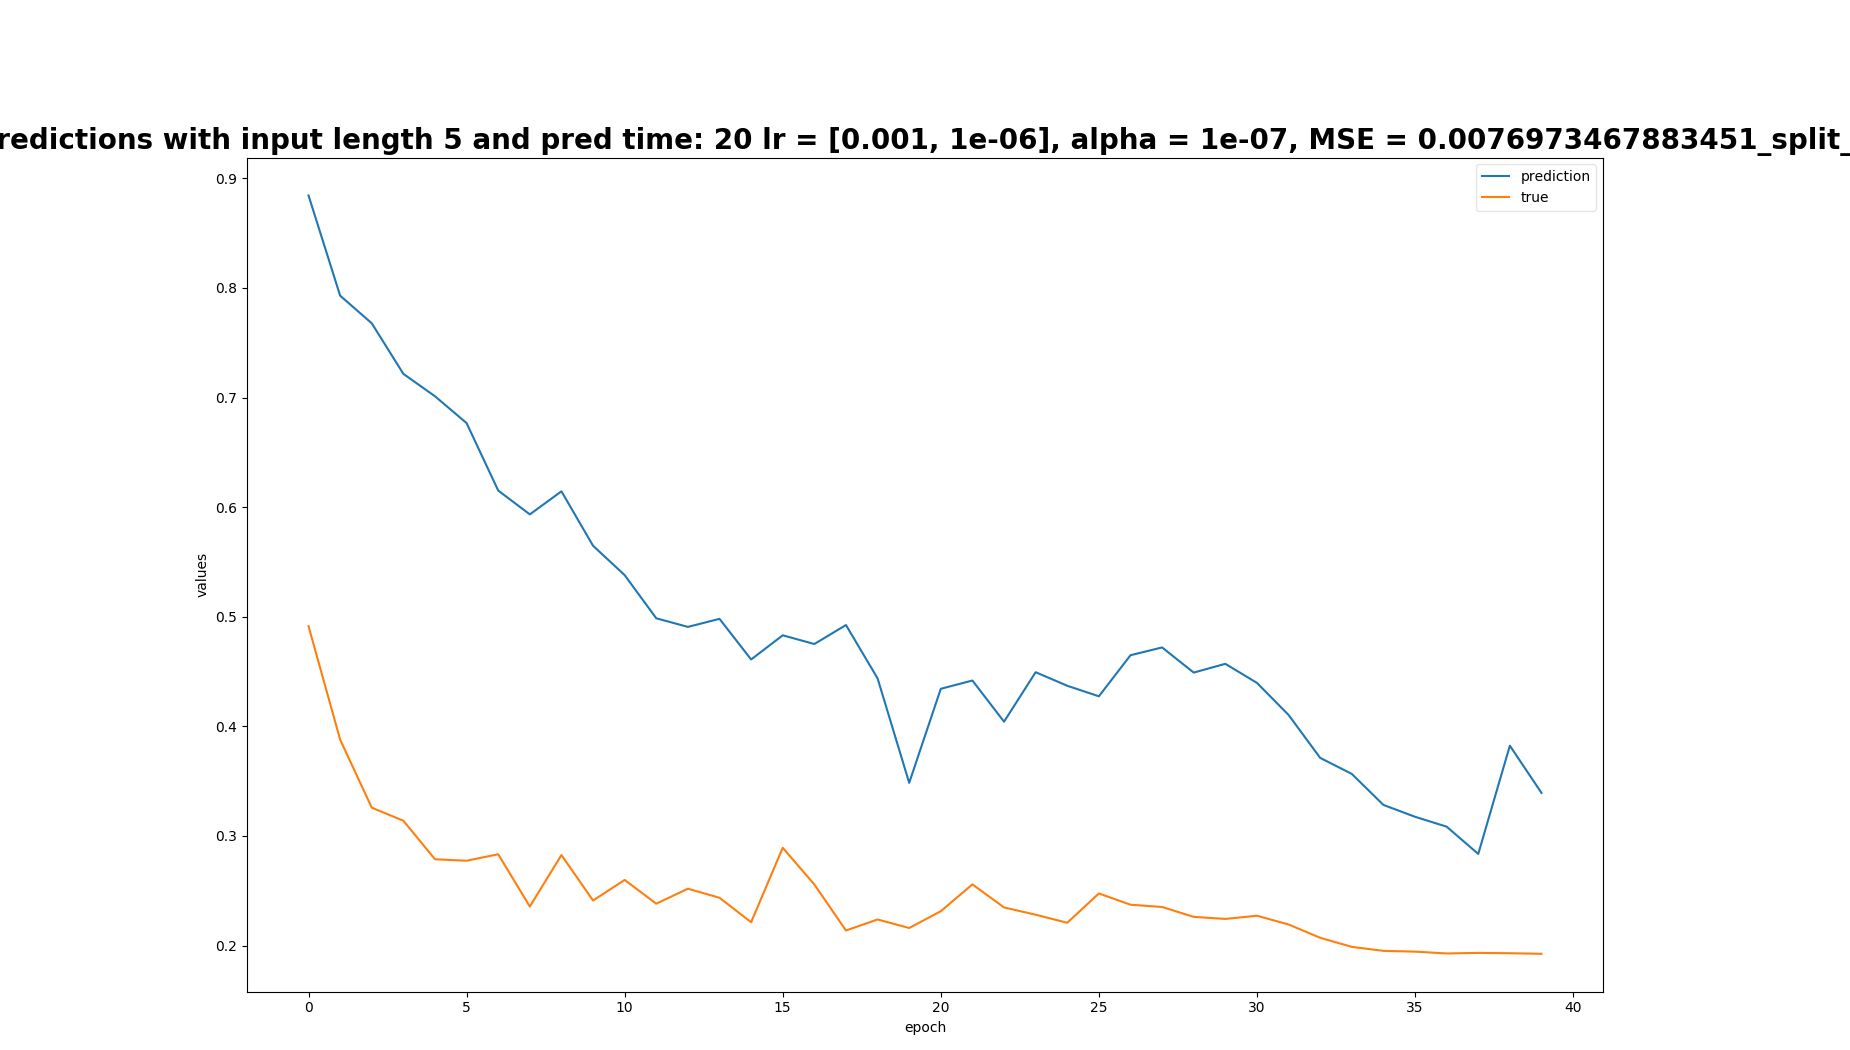 redictions with input length 5 and pred time: 20 lr = [0.001, 1e-06], alpha = 1e-07, MSE = 0.0076973467883451_split_
prediction
true
0.9
0.8
0.7
0.6
0.5
0.4
0.3
0.2
values
0 5 10 15 20 25 30 35 40
epoch